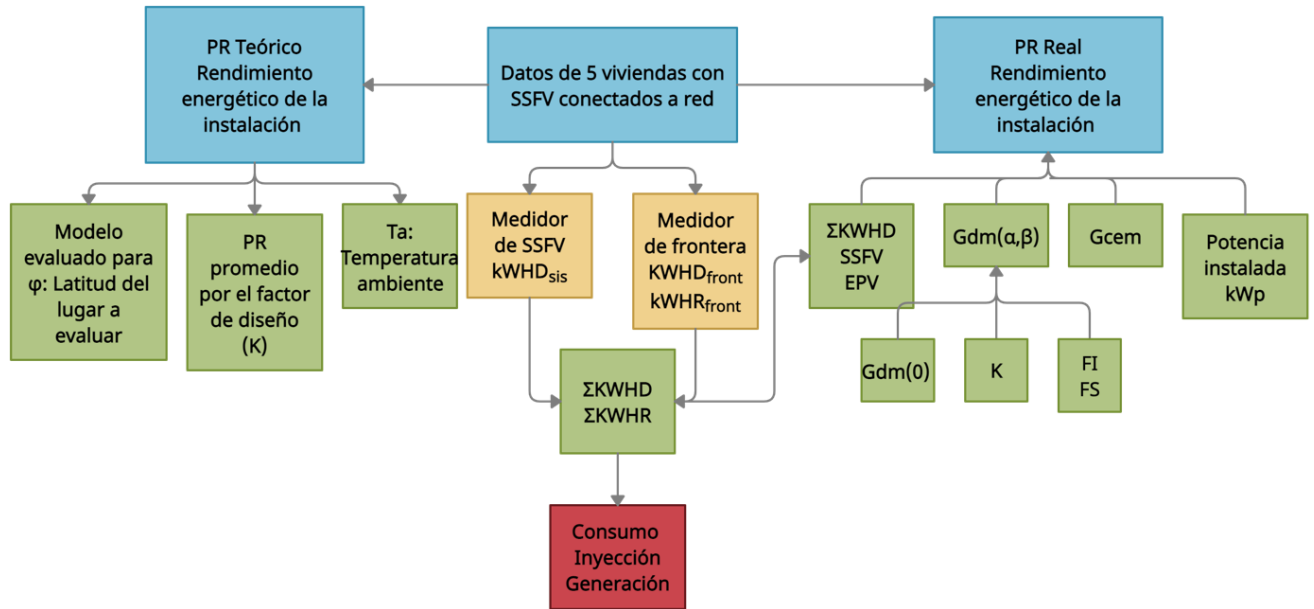 PR Teórico
Rendimiento
energético de la
instalación
Datos de 5 viviendas con
SSFV conectados a red
PR Real
Rendimiento
energético de la
instalación
Modelo
evaluado para
φ: Latitud del
lugar a
evaluar
PR
promedio
por el factor
de diseño
(K)
Ta:
Temperatura
ambiente
Medidor
de SSFV
kWHDsis
Medidor
de frontera
KWHDfront
kWHRfront
ΣKWHD
SSFV
EPV
Gdm(α,β)
Gcem
Potencia
instalada
kWp
Gdm(0)
K
FI
FS
ΣKWHD
ΣKWHR
Consumo
Inyección
Generación